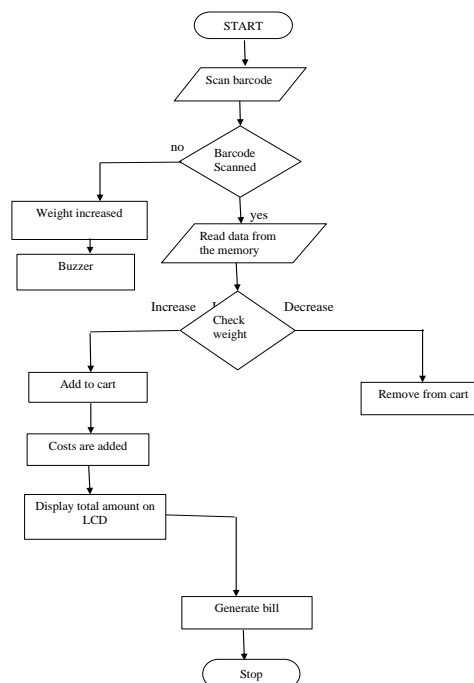 START
Scan barcode
no
Barcode
Scanned
Weight increased
yes
Buzzer
Read data from
the memory
Increase
Decrease
Check
weight
Add to cart
Remove from cart
Costs are added
Display total amount on
LCD
Generate bill
Stop